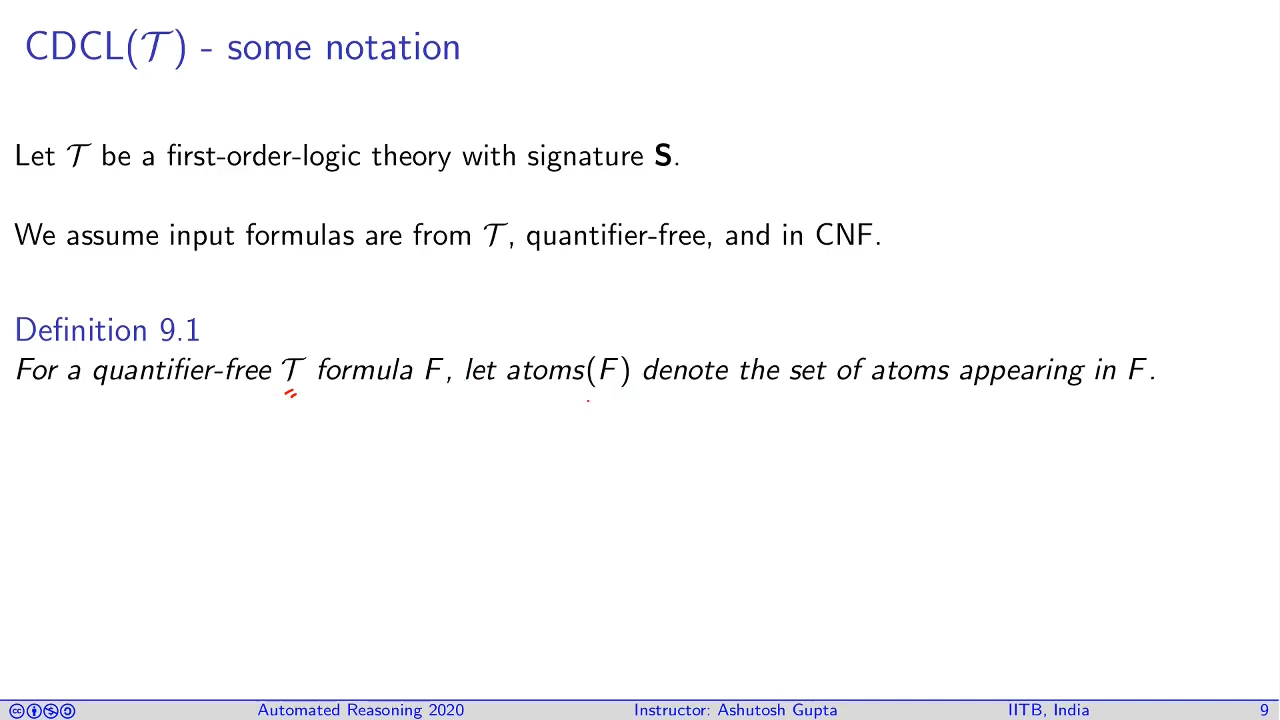 CDCL(𝒯) - some notation
Let 𝒯 be a first-order-logic theory with signature S.
We assume input formulas are from 𝒯, quantifier-free, and in CNF.
Definition 9.1
For a quantifier-free 𝒯 formula F, let atoms(F) denote the set of atoms appearing in F.
Automated Reasoning 2020 Instructor: Ashutosh Gupta IITB, India 9